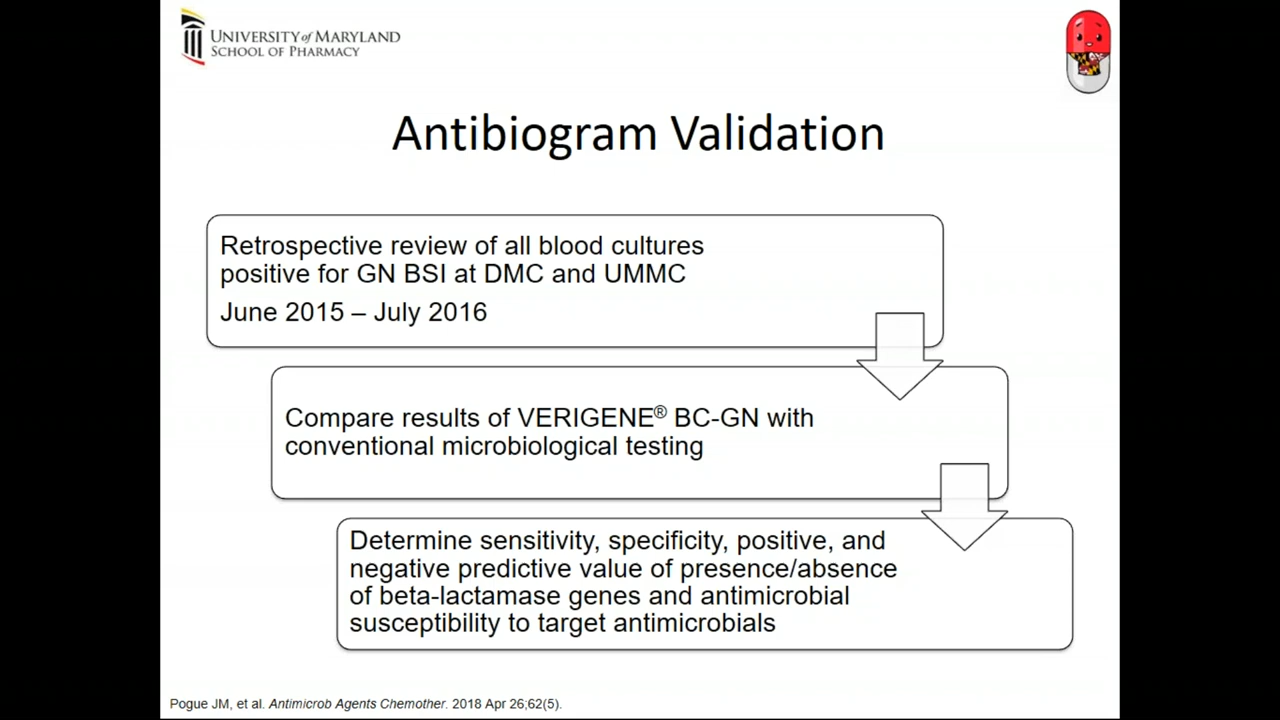 UNIVERSITY of MARYLAND
SCHOOL OF PHARMACY
Antibiogram Validation
Retrospective review of all blood cultures
positive for GN BSI at DMC and UMMC
June 2015 – July 2016
Compare results of VERIGENE® BC-GN with
conventional microbiological testing
Determine sensitivity, specificity, positive, and
negative predictive value of presence/absence
of beta-lactamase genes and antimicrobial
susceptibility to target antimicrobials
Pogue JM, et al. Antimicrob Agents Chemother. 2018 Apr 26;62(5).